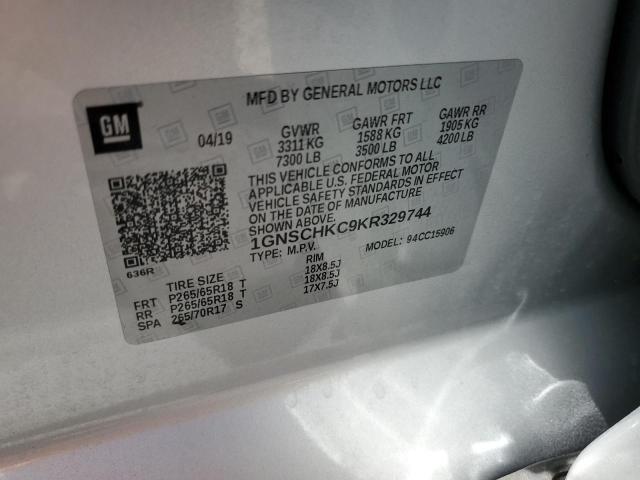 MFD BY GENERAL MOTORS LLC
GM
04/19
GVWR GAWR FRT GAWR RR
3311 KG 1588 KG 1905 KG
7300 LB 3500 LB 4200 LB
THIS VEHICLE CONFORMS TO ALL
APPLICABLE U.S. FEDERAL MOTOR
VEHICLE SAFETY STANDARDS IN EFFECT
ON THE DATE OF MANUFACTURE SHOWN ABOVE.
1GNSCHKC9KR329744
TYPE: M.P.V. MODEL: 94CC15906
636R
TIRE SIZE RIM
FRT P265/65R18 T 18X8.5J
RR P265/65R18 T 18X8.5J
SPA 265/70R17 S 17X7.5J